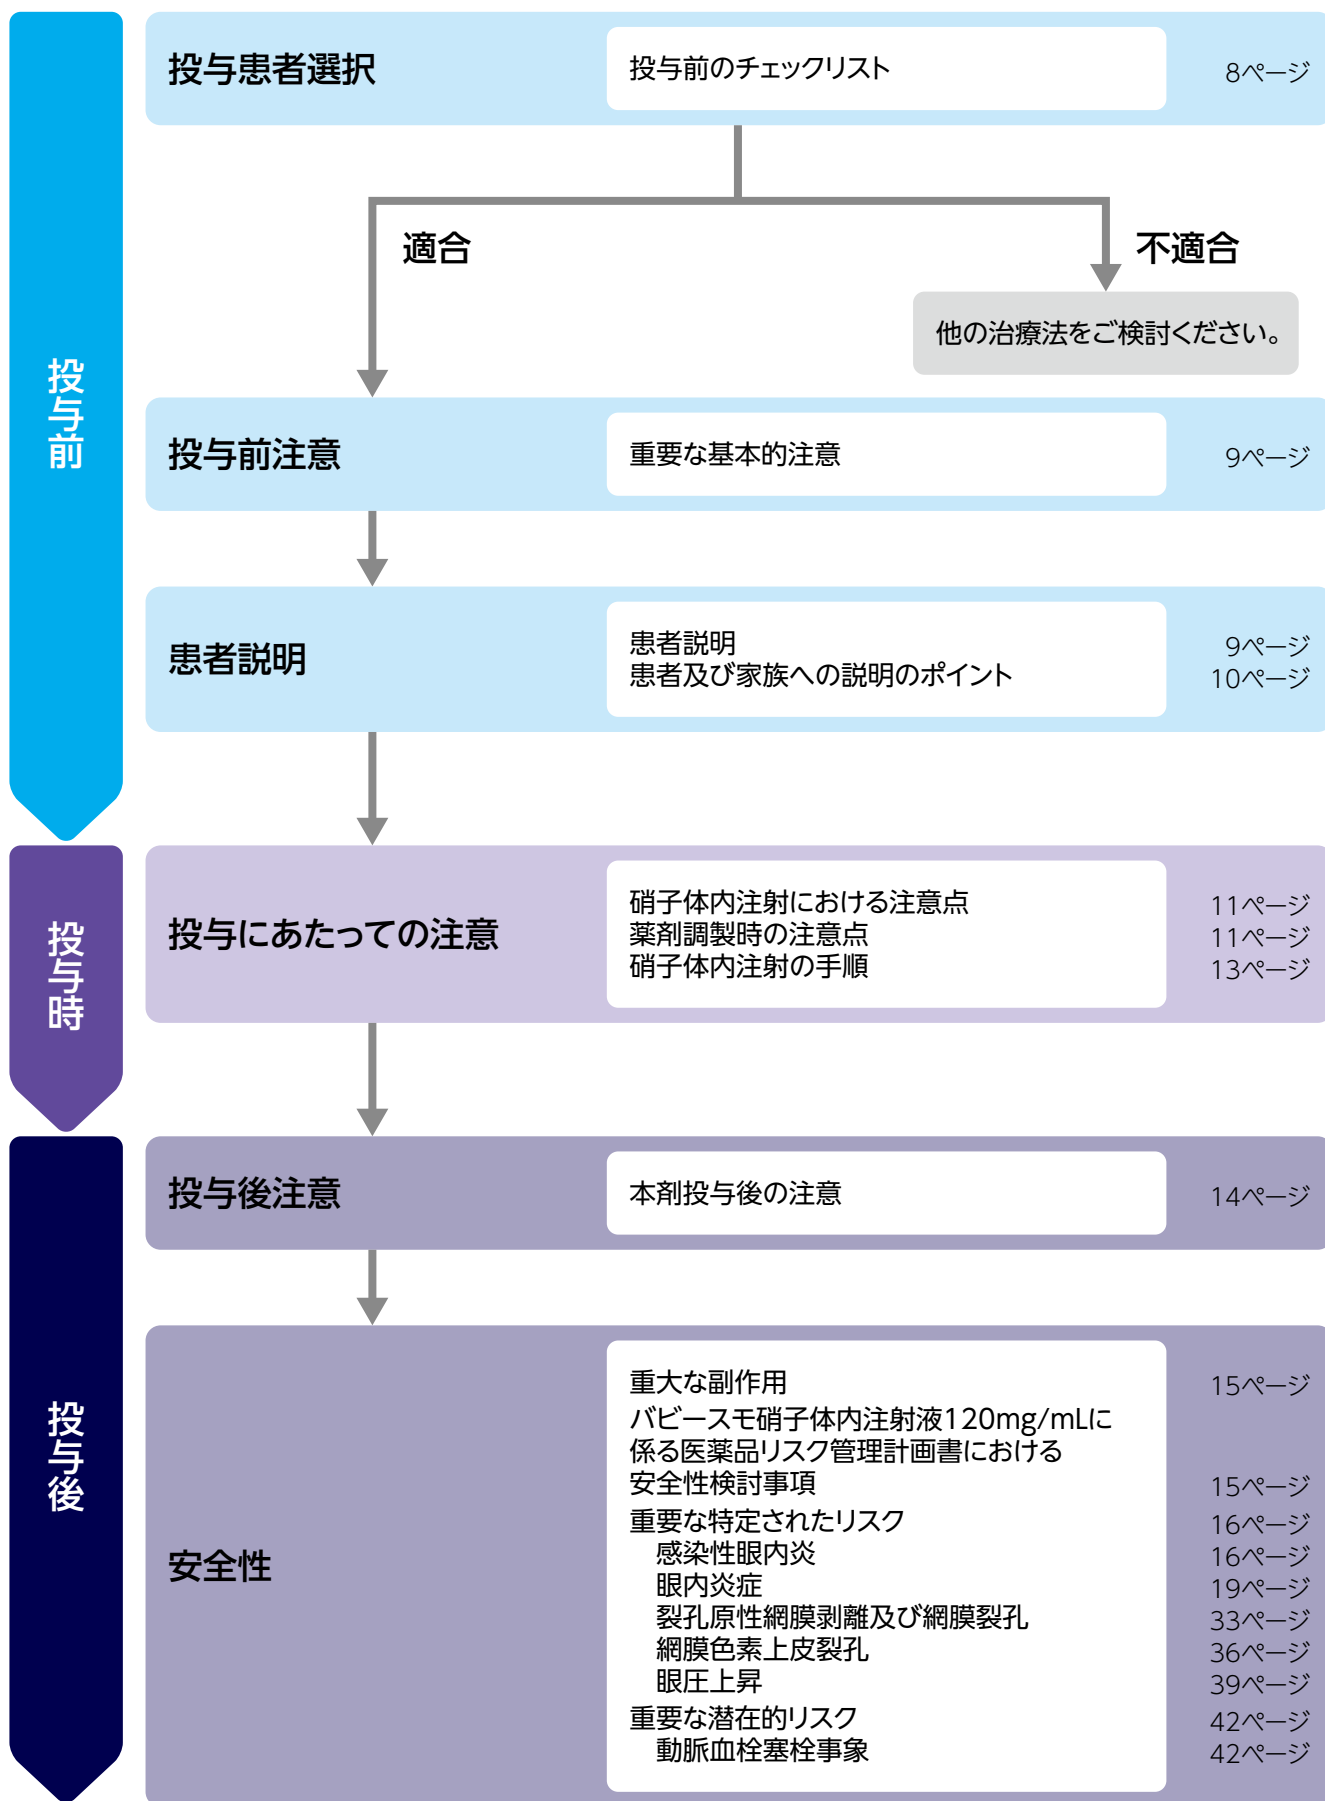 投与前
投与患者選択
投与前のチェックリスト
8ページ
適合
不適合
他の治療法をご検討ください。
投与前注意
重要な基本的注意
9ページ
患者説明
患者説明
9ページ
患者及び家族への説明のポイント
10ページ
投与時
投与にあたっての注意
硝子体内注射における注意点
11ページ
薬剤調製時の注意点
11ページ
硝子体内注射の手順
13ページ
投与後
投与後注意
本剤投与後の注意
14ページ
安全性
重大な副作用
15ページ
バビースモ硝子体内注射液120mg/mLに
係る医薬品リスク管理計画書における
安全性検討事項
15ページ
重要な特定されたリスク
16ページ
感染性眼内炎
16ページ
眼内炎症
19ページ
裂孔原性網膜剥離及び網膜裂孔
33ページ
網膜色素上皮裂孔
36ページ
眼圧上昇
39ページ
重要な潜在的リスク
42ページ
動脈血栓塞栓事象
42ページ